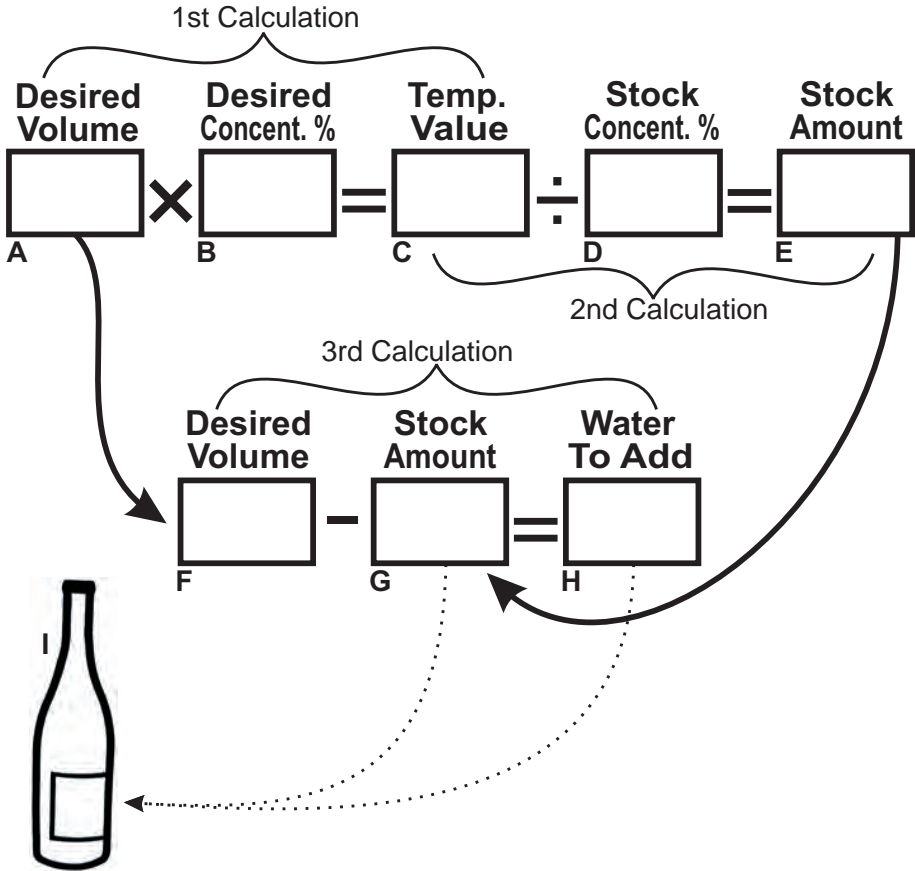 1st Calculation
Desired Desired Temp. Stock Stock
Volume Concent. % Value Concent. % Amount
× = ÷ =
A B C D E
2nd Calculation
3rd Calculation
Desired Stock Water
Volume Amount To Add
- =
F G H
I